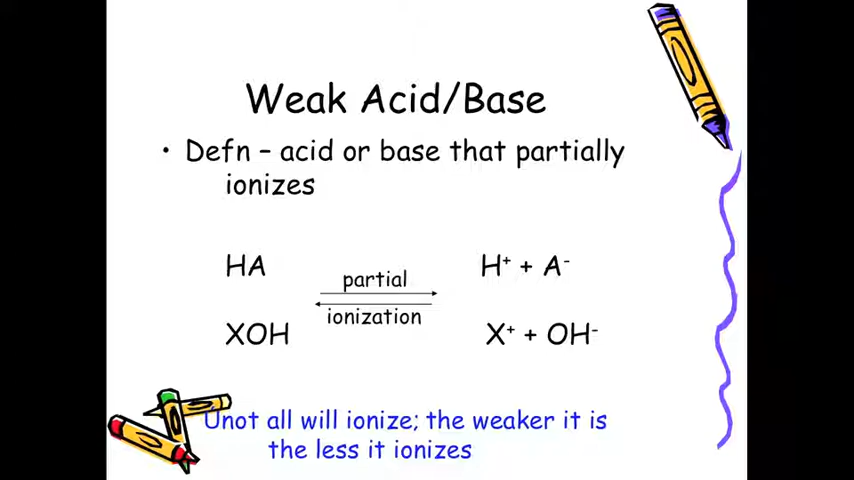 Weak Acid/Base
• Defn – acid or base that partially
ionizes
HA partial H⁺ + A⁻
XOH ionization X⁺ + OH⁻
Unot all will ionize; the weaker it is
the less it ionizes